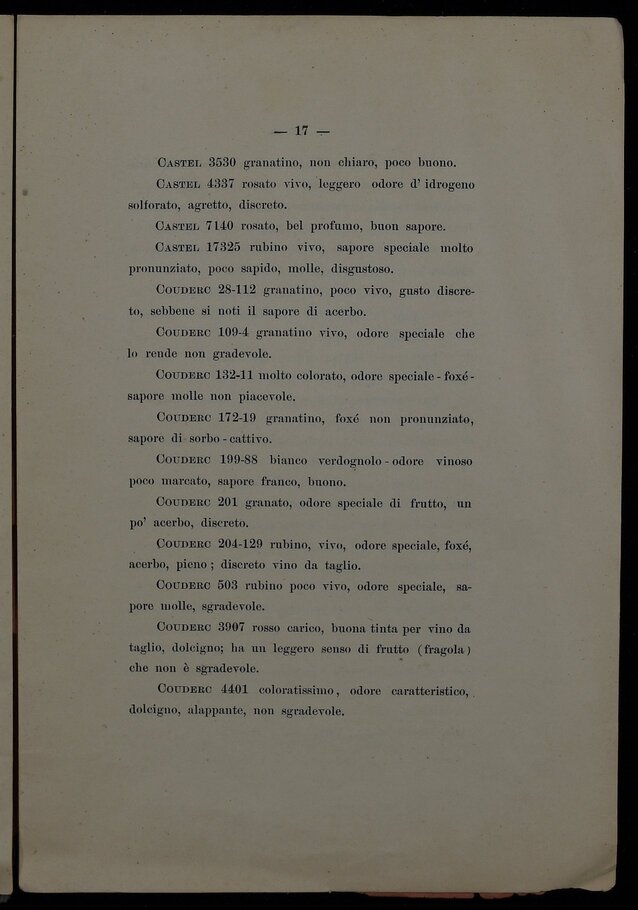 — 17 —
CASTEL 3530 granatino, non chiaro, poco buono.
CASTEL 4337 rosato vivo, leggero odore d' idrogeno
solforato, agretto, discreto.
CASTEL 7140 rosato, bel profumo, buon sapore.
CASTEL 17325 rubino vivo, sapore speciale molto
pronunziato, poco sapido, molle, disgustoso.
COUDERC 28-112 granatino, poco vivo, gusto discre-
to, sebbene si noti il sapore di acerbo.
COUDERC 109-4 granatino vivo, odore speciale che
lo rende non gradevole.
COUDERC 132-11 molto colorato, odore speciale - foxé -
sapore molle non piacevole.
COUDERC 172-19 granatino, foxé non pronunziato,
sapore di sorbo - cattivo.
COUDERC 199-88 bianco verdognolo - odore vinoso
poco marcato, sapore franco, buono.
COUDERC 201 granato, odore speciale di frutto, un
po' acerbo, discreto.
COUDERC 204-129 rubino, vivo, odore speciale, foxé,
acerbo, pieno ; discreto vino da taglio.
COUDERC 503 rubino poco vivo, odore speciale, sa-
pore molle, sgradevole.
COUDERC 3907 rosso carico, buona tinta per vino da
taglio, dolcigno; ha un leggero senso di frutto (fragola)
che non è sgradevole.
COUDERC 4401 coloratissimo, odore caratteristico,
dolcigno, alappante, non sgradevole.